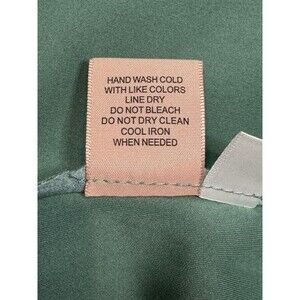 HAND WASH COLD
WITH LIKE COLORS
LINE DRY
DO NOT BLEACH
DO NOT DRY CLEAN
COOL IRON
WHEN NEEDED